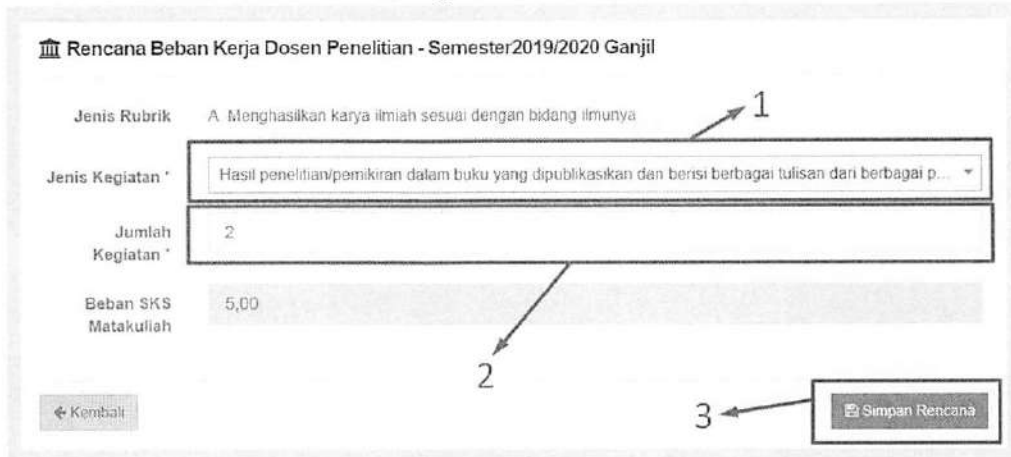 Rencana Beban Kerja Dosen Penelitian - Semester2019/2020 Ganjil
Jenis Rubrik A. Menghasilkan karya ilmiah sesuai dengan bidang ilmunya
1
Jenis Kegiatan * Hasil penelitian/pemikiran dalam buku yang dipublikasikan dan berisi berbagai tulisan dari berbagai p...
Jumlah 2
Kegiatan *
Beban SKS 5,00
Matakuliah
2
Kembali
3
Simpan Rencana